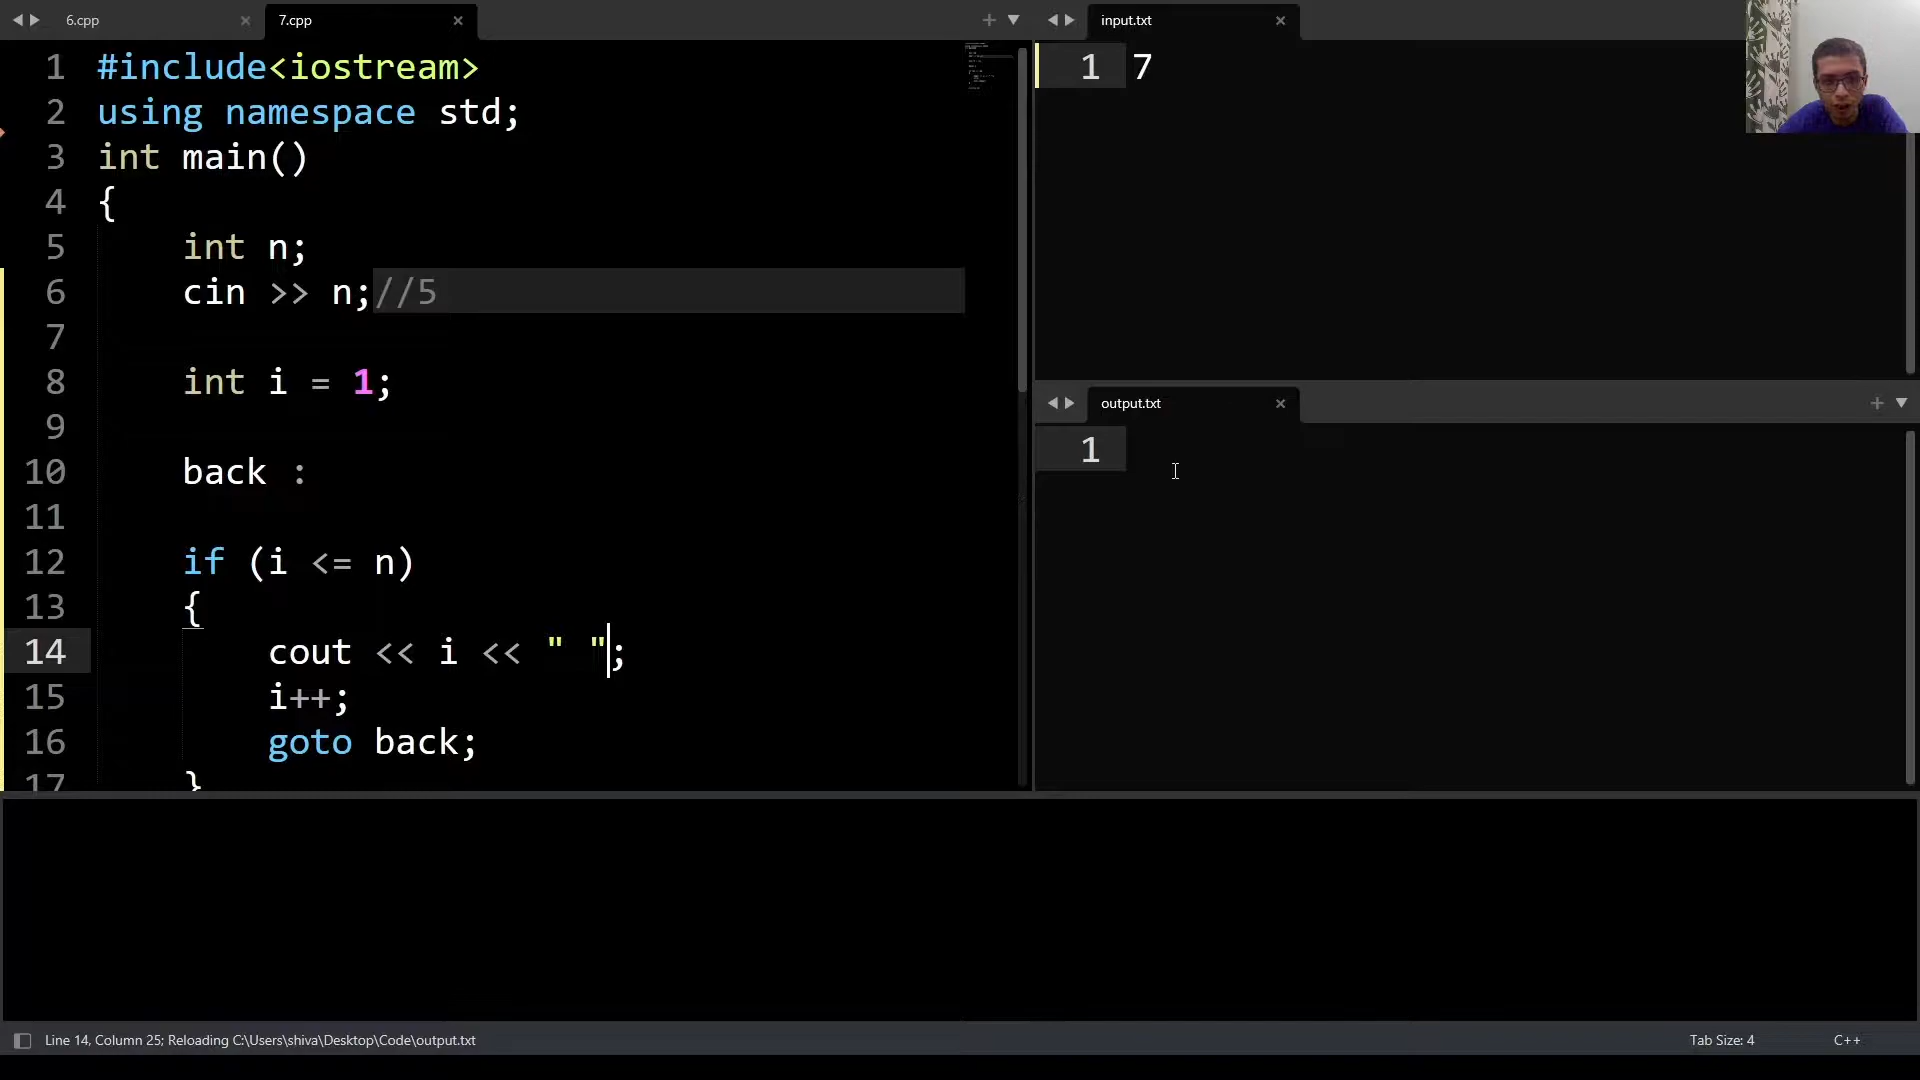 6.cpp
7.cpp
1 #include<iostream>
2 using namespace std;
3 int main()
4 {
5 int n;
6 cin >> n;//5
7
8 int i = 1;
9
10 back :
11
12 if (i <= n)
13 {
14 cout << i << " ";
15 i++;
16 goto back;
17 }
input.txt
1 7
output.txt
1
Line 14, Column 25; Reloading C:\Users\shiva\Desktop\Code\output.txt
Tab Size: 4
C++